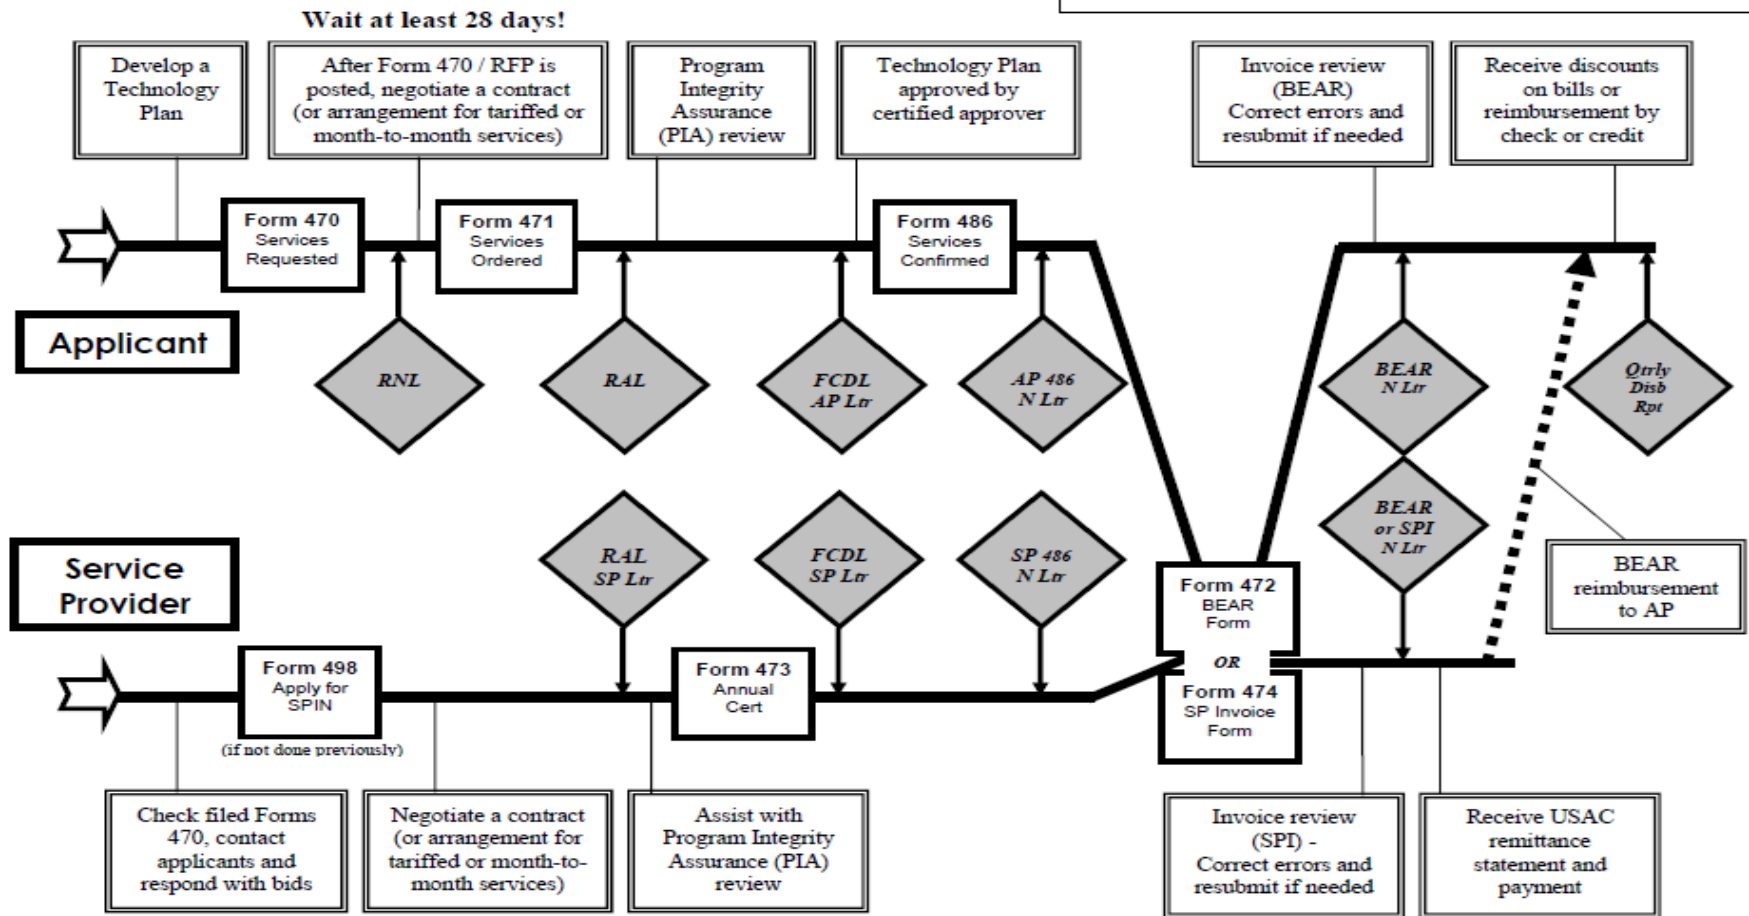 Wait at least 28 days!
Develop a
Technology
Plan
After Form 470 / RFP is
posted, negotiate a contract
(or arrangement for tariffed or
month-to-month services)
Program
Integrity
Assurance
(PIA) review
Technology Plan
approved by
certified approver
Invoice review
(BEAR)
Correct errors and
resubmit if needed
Receive discounts
on bills or
reimbursement by
check or credit
Form 470
Services
Requested
Form 471
Services
Ordered
Form 486
Services
Confirmed
Applicant
RNL
RAL
FCDL
AP Ltr
AP 486
N Ltr
BEAR
N Ltr
Qtrly
Disb
Rpt
RAL
SP Ltr
FCDL
SP Ltr
SP 486
N Ltr
BEAR
or SPI
N Ltr
Service
Provider
Form 472
BEAR
Form
OR
Form 474
SP Invoice
Form
BEAR
reimbursement
to AP
Form 498
Apply for
SPIN
(if not done previously)
Form 473
Annual
Cert
Check filed Forms
470, contact
applicants and
respond with bids
Negotiate a contract
(or arrangement for
tariffed or month-to-
month services)
Assist with
Program Integrity
Assurance (PIA)
review
Invoice review
(SPI) -
Correct errors and
resubmit if needed
Receive USAC
remittance
statement and
payment